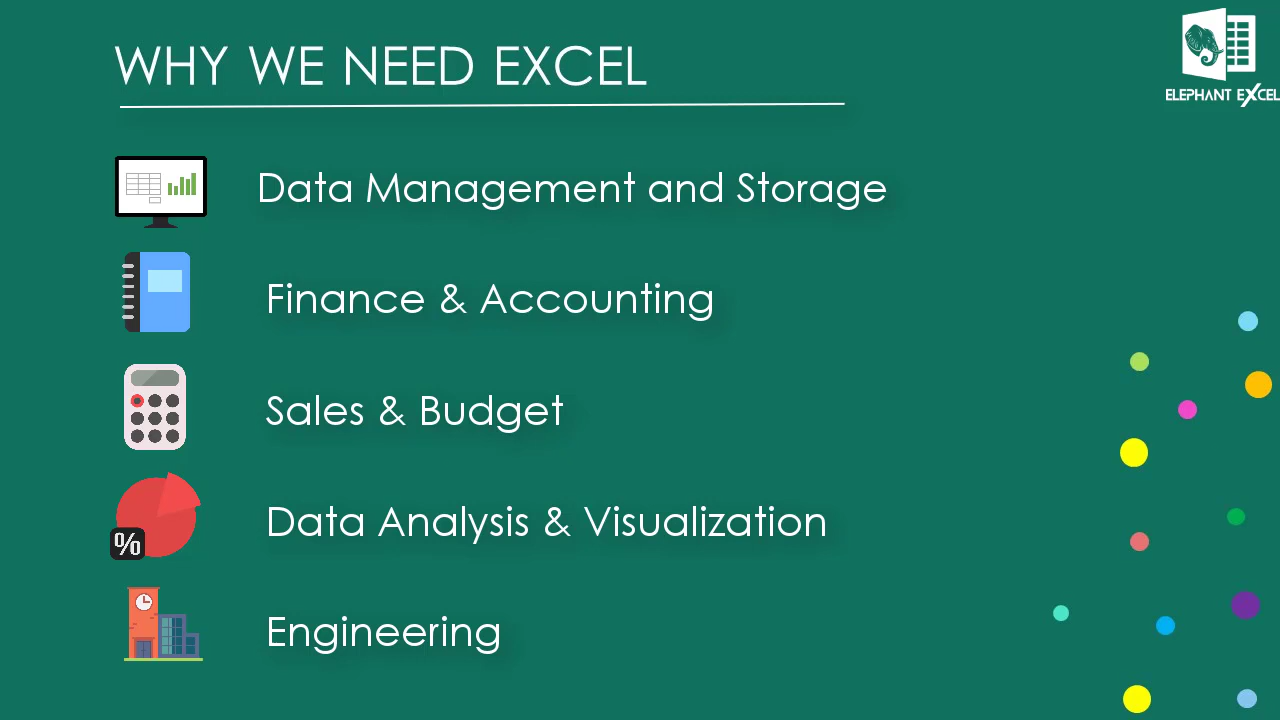 WHY WE NEED EXCEL
ELEPHANT EXCEL
Data Management and Storage
Finance & Accounting
Sales & Budget
Data Analysis & Visualization
%
Engineering